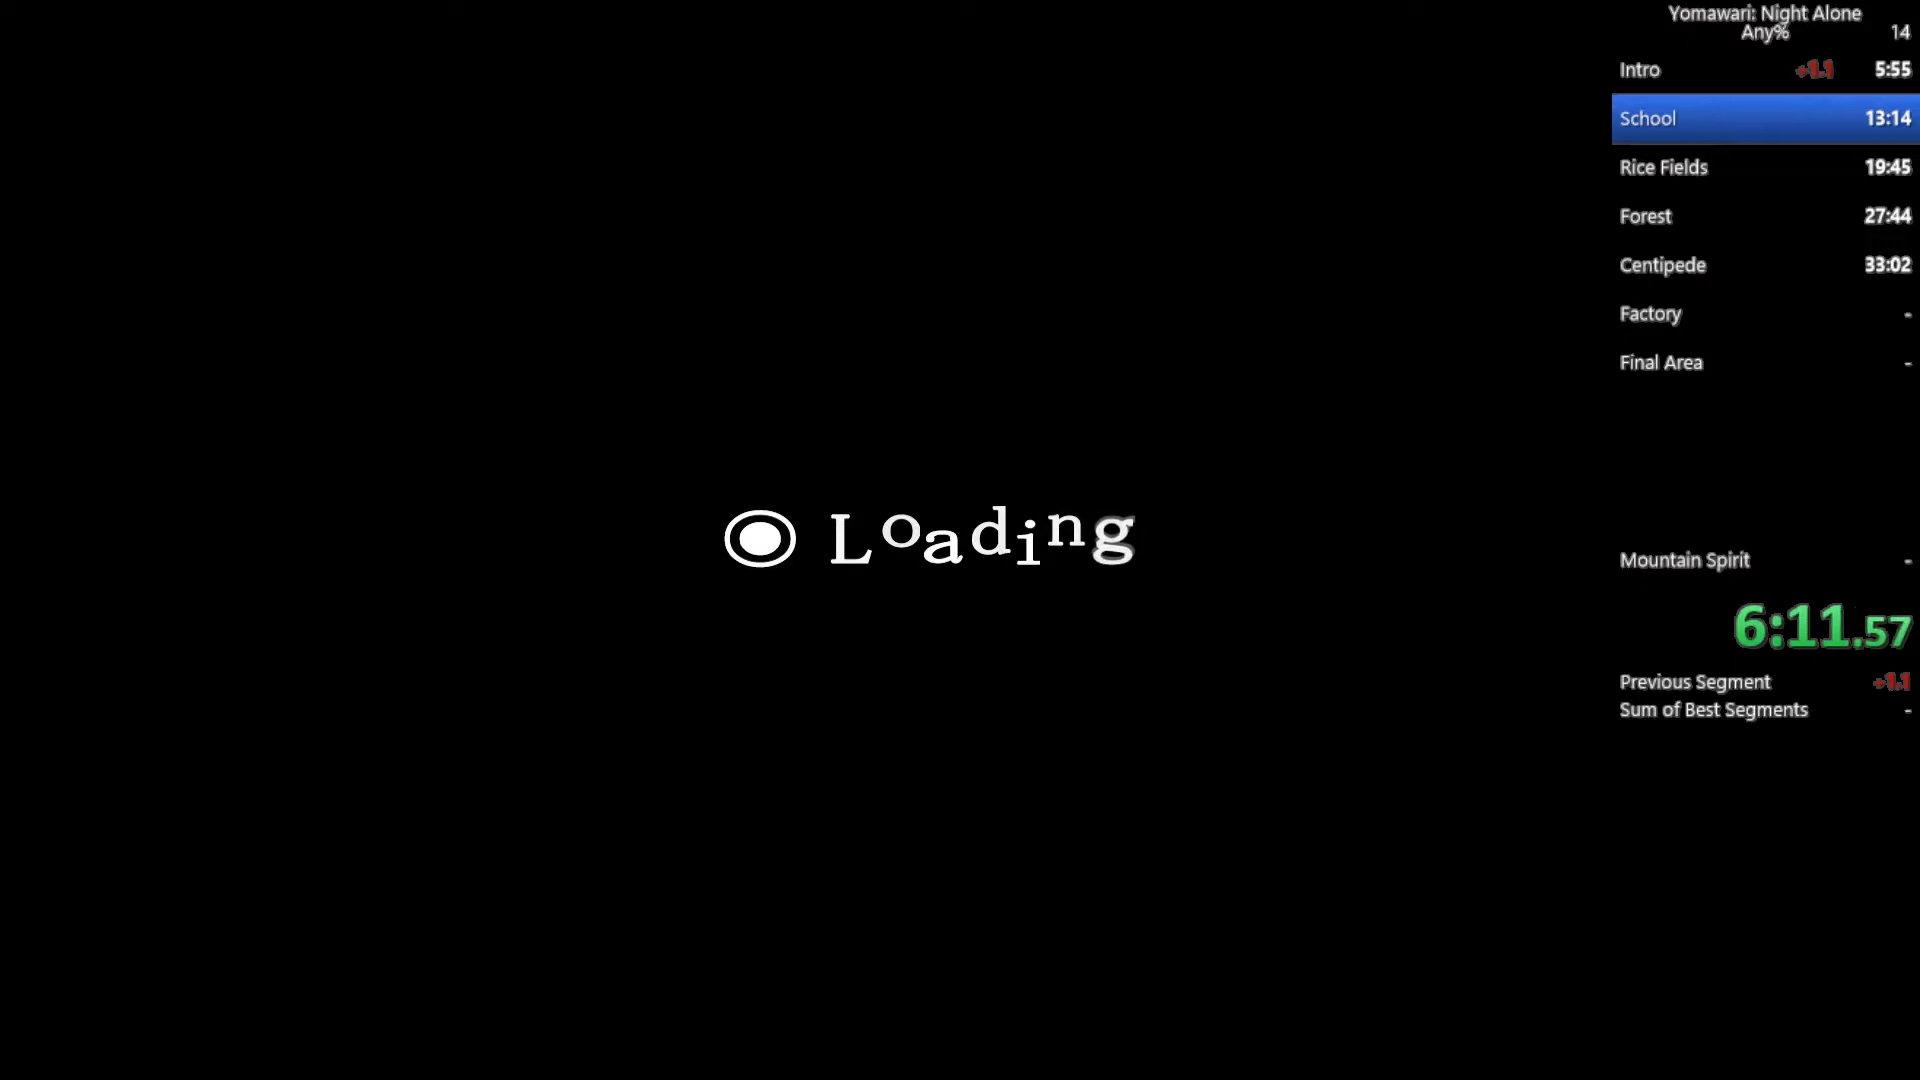 Yomawari: Night Alone
Any% 14
Intro +1.1 5:55
School 13:14
Rice Fields 19:45
Forest 27:44
Centipede 33:02
Factory -
Final Area -
Loading
Mountain Spirit -
6:11.57
Previous Segment +1.1
Sum of Best Segments -